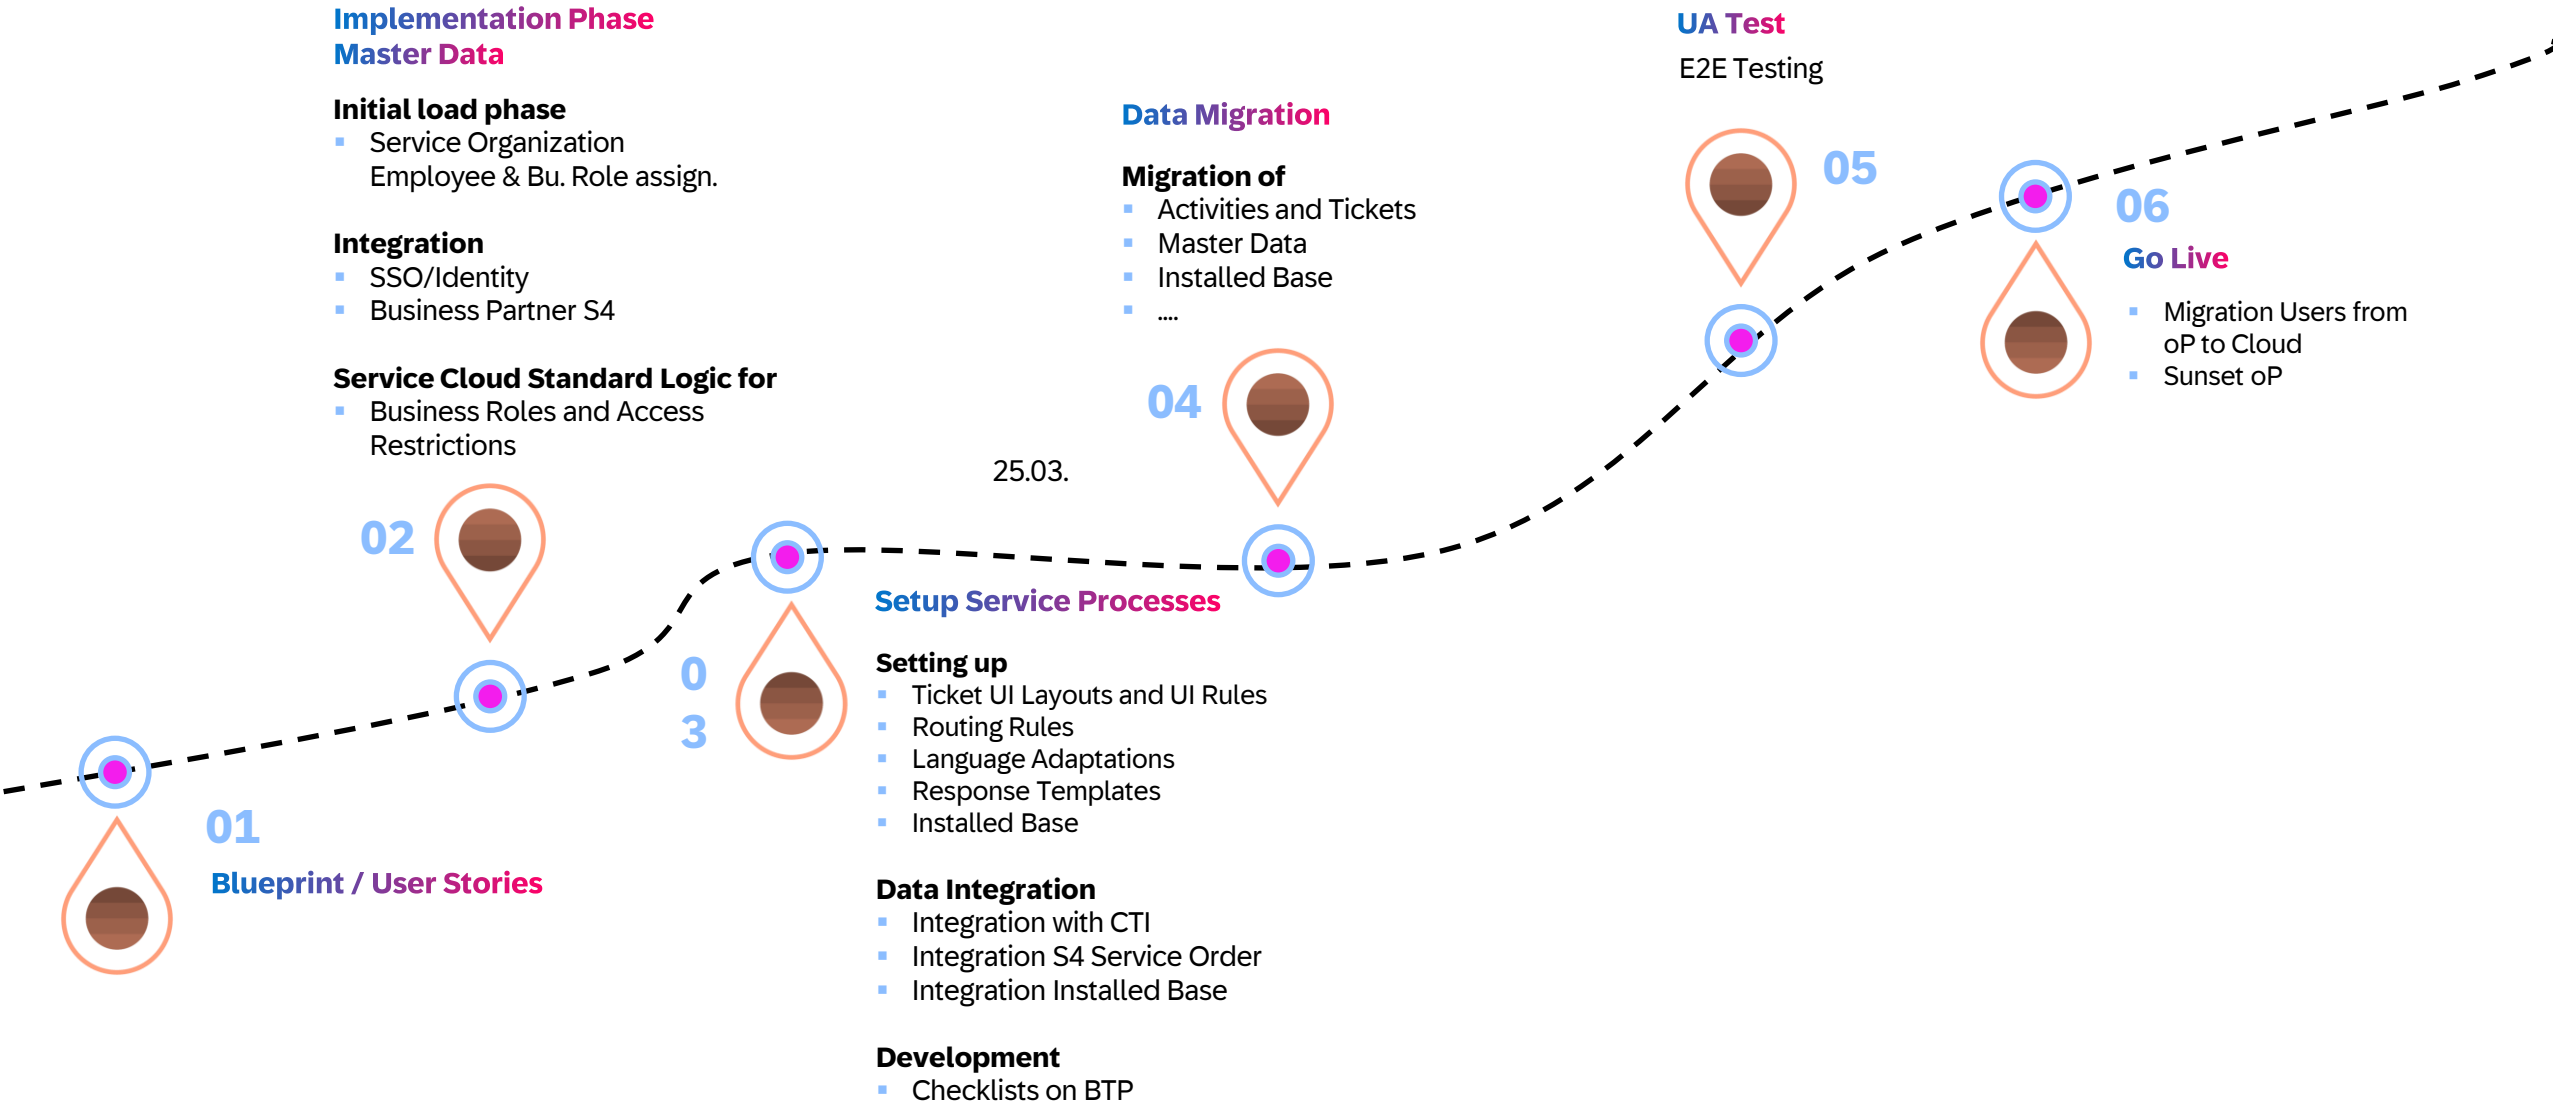 01
Blueprint / User Stories
Implementation Phase
Master Data
Initial load phase
Service Organization
Employee & Bu. Role assign.
Integration
SSO/Identity
Business Partner S4
Service Cloud Standard Logic for
Business Roles and Access
Restrictions
02
0
3
Setup Service Processes
Setting up
Ticket UI Layouts and UI Rules
Routing Rules
Language Adaptations
Response Templates
Installed Base
Data Integration
Integration with CTI
Integration S4 Service Order
Integration Installed Base
Development
Checklists on BTP
25.03.
Data Migration
Migration of
Activities and Tickets
Master Data
Installed Base
....
04
UA Test
E2E Testing
05
06
Go Live
Migration Users from
oP to Cloud
Sunset oP